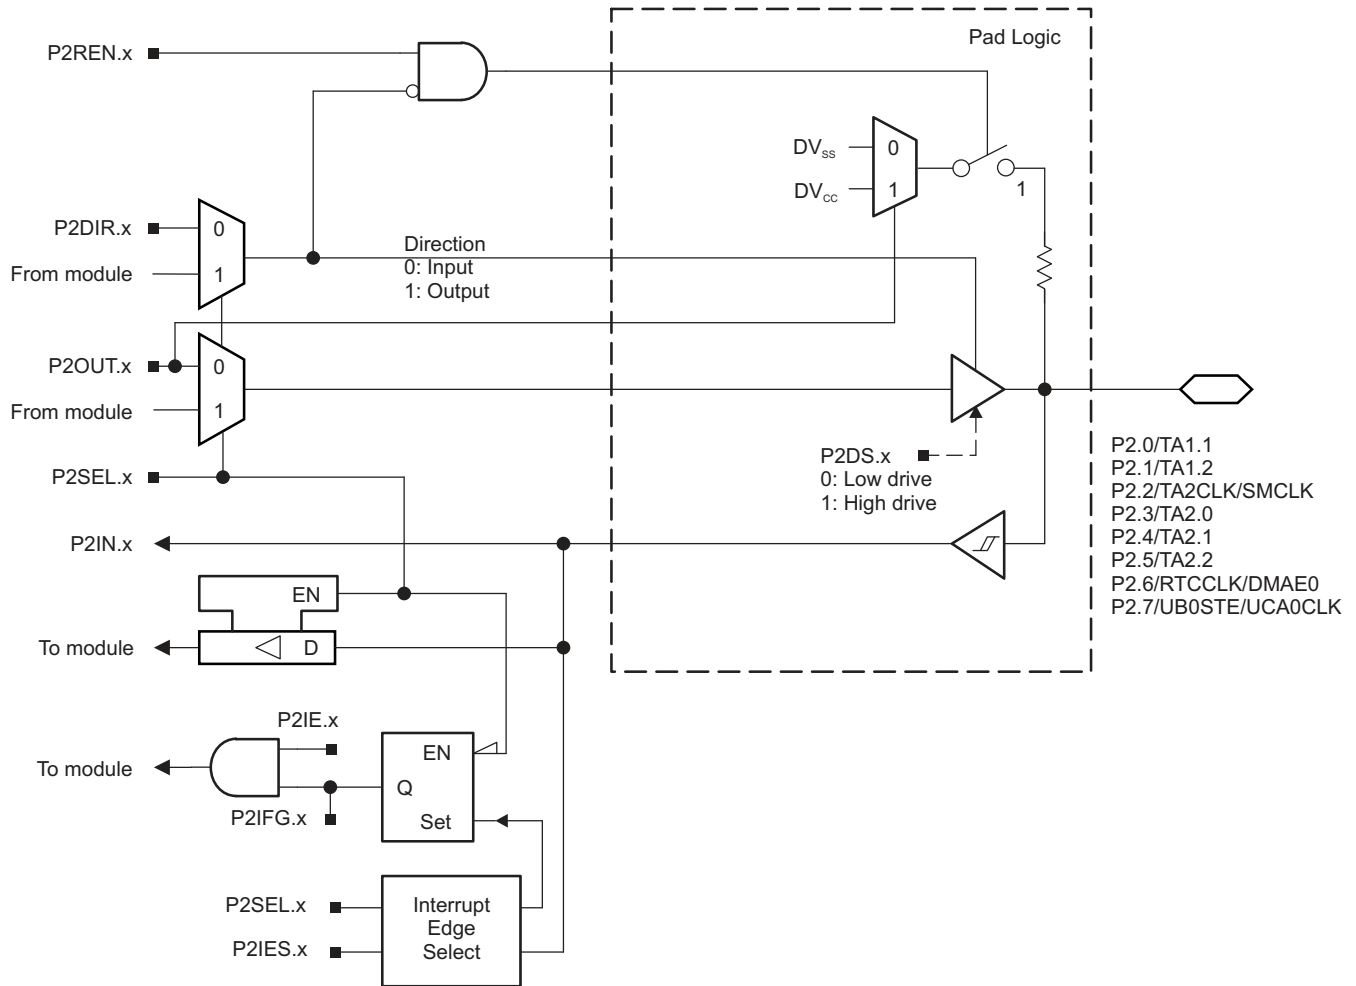 Pad Logic
P2REN.x
DVSS
0
DVCC
1
1
P2DIR.x
0
From module
1
Direction
0: Input
1: Output
P2OUT.x
0
From module
1
P2SEL.x
P2DS.x
0: Low drive
1: High drive
P2.0/TA1.1
P2.1/TA1.2
P2.2/TA2CLK/SMCLK
P2.3/TA2.0
P2.4/TA2.1
P2.5/TA2.2
P2.6/RTCCLK/DMAE0
P2.7/UB0STE/UCA0CLK
P2IN.x
EN
To module
D
P2IE.x
EN
To module
Q
P2IFG.x
Set
P2SEL.x
P2IES.x
Interrupt
Edge
Select